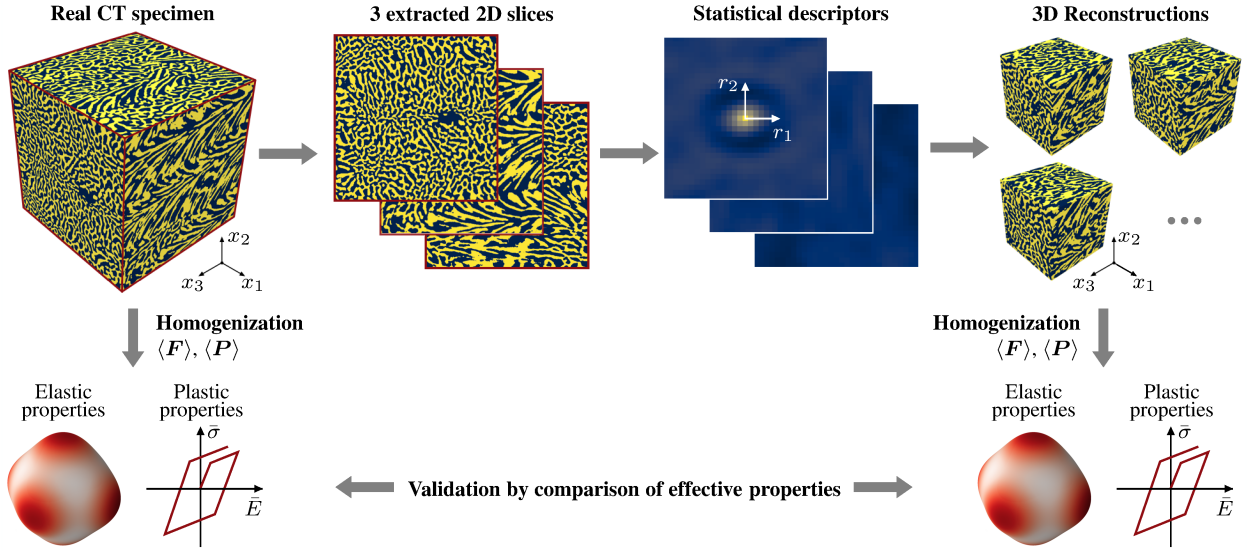 Real CT specimen
3 extracted 2D slices
Statistical descriptors
3D Reconstructions
r₂
r₁
x₂
x₃
x₁
x₂
x₃
x₁
Homogenization
⟨F⟩, ⟨P⟩
Homogenization
⟨F⟩, ⟨P⟩
Elastic
properties
Plastic
properties
σ̄
Ē
Validation by comparison of effective properties
Elastic
properties
Plastic
properties
σ̄
Ē